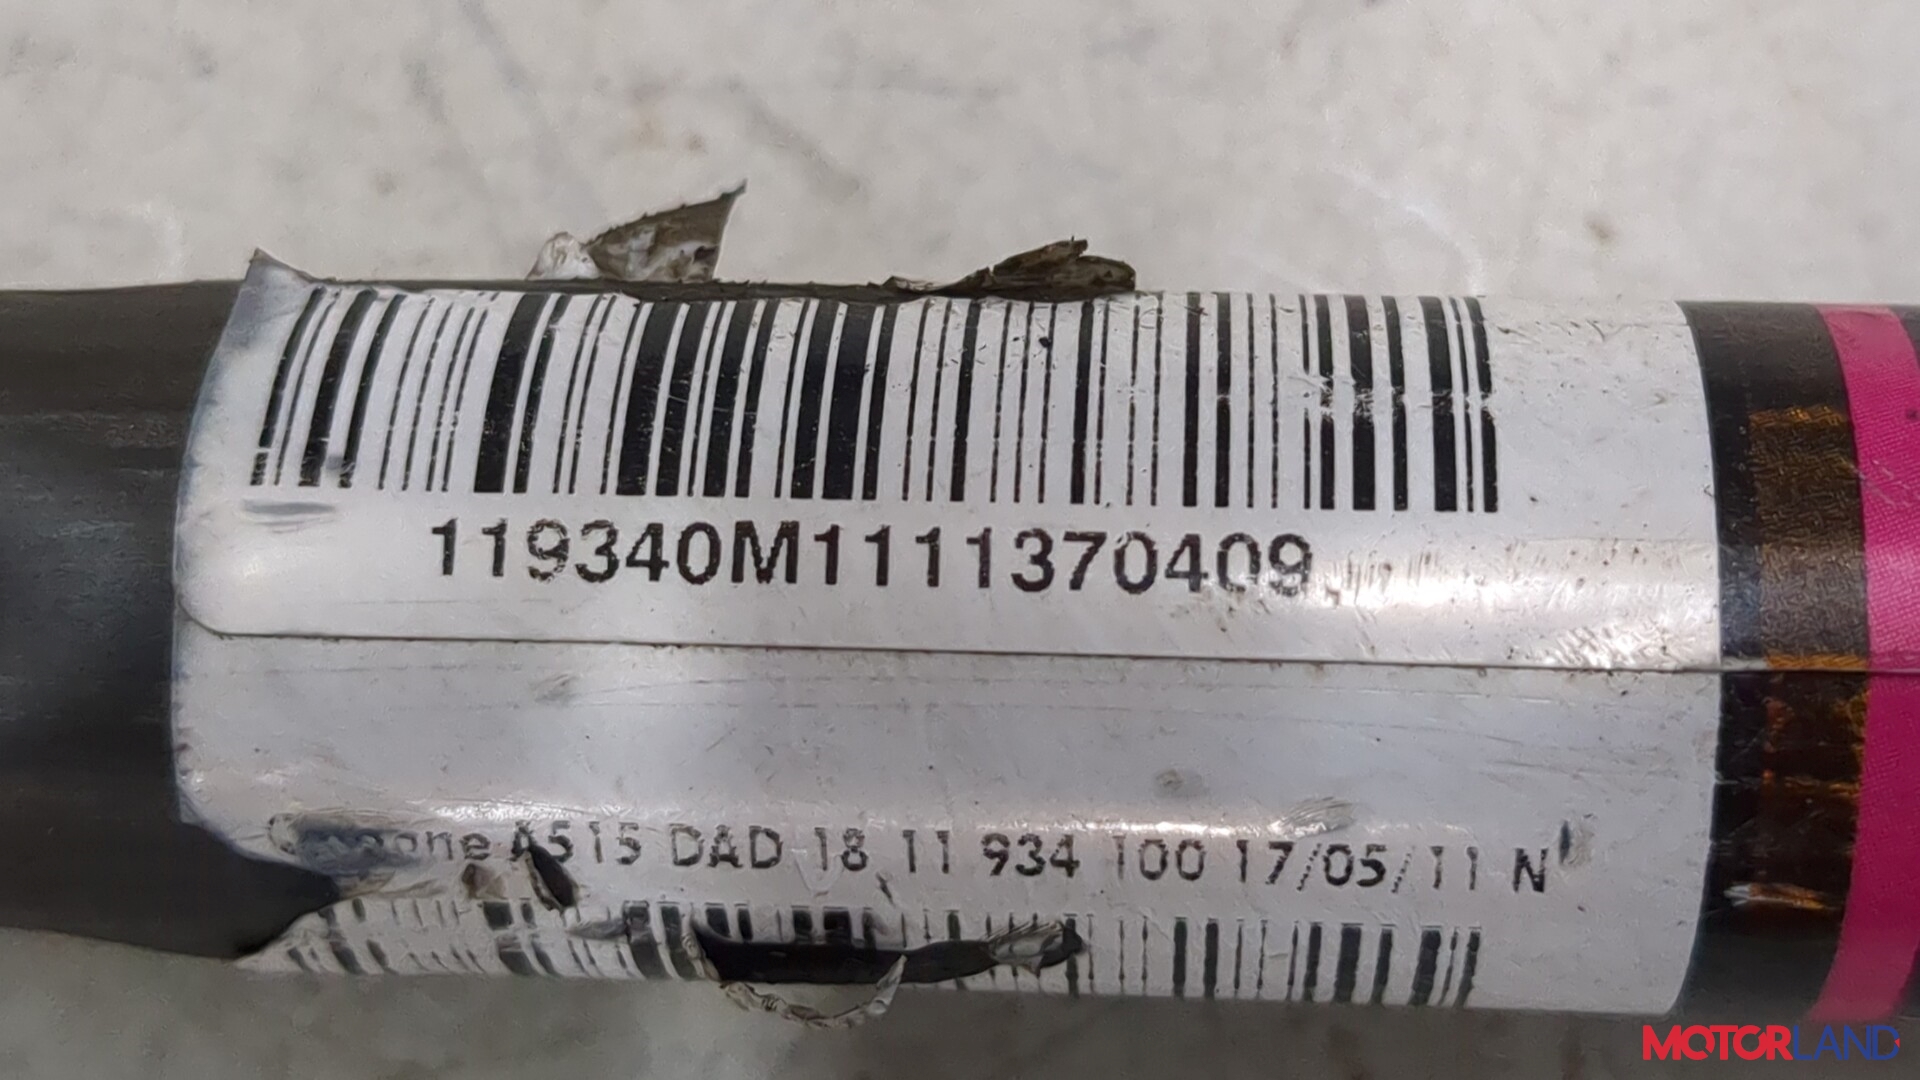 119340M1111370409
A515 DAD 18 11 934 100 17/05/11 N
MOTORLAND